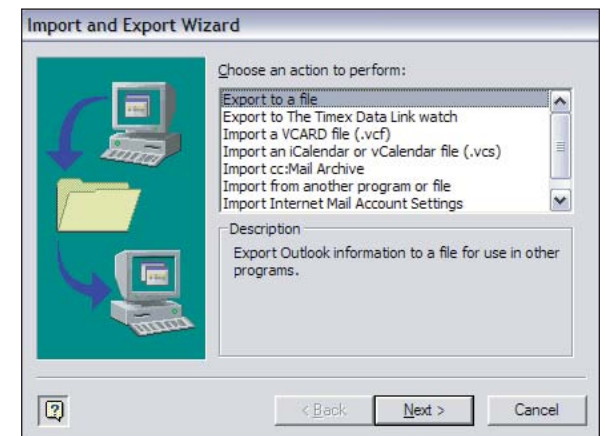 Import and Export Wizard
Choose an action to perform:
Export to a file
Export to The Timex Data Link watch
Import a VCARD file (.vcf)
Import an iCalendar or vCalendar file (.vcs)
Import cc:Mail Archive
Import from another program or file
Import Internet Mail Account Settings
Description
Export Outlook information to a file for use in other
programs.
? < Back Next > Cancel